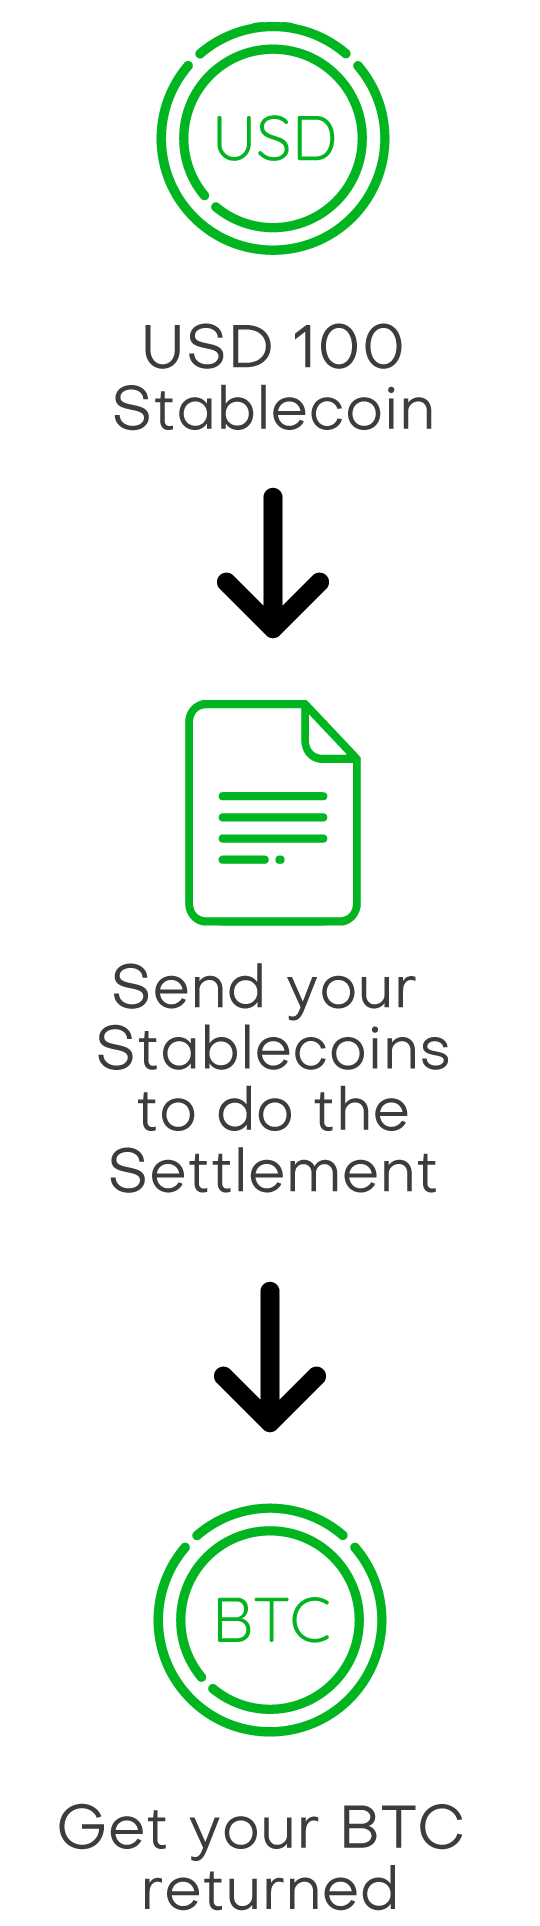 USD
USD 100
Stablecoin
Send your
Stablecoins
to do the
Settlement
BTC
Get your BTC
returned